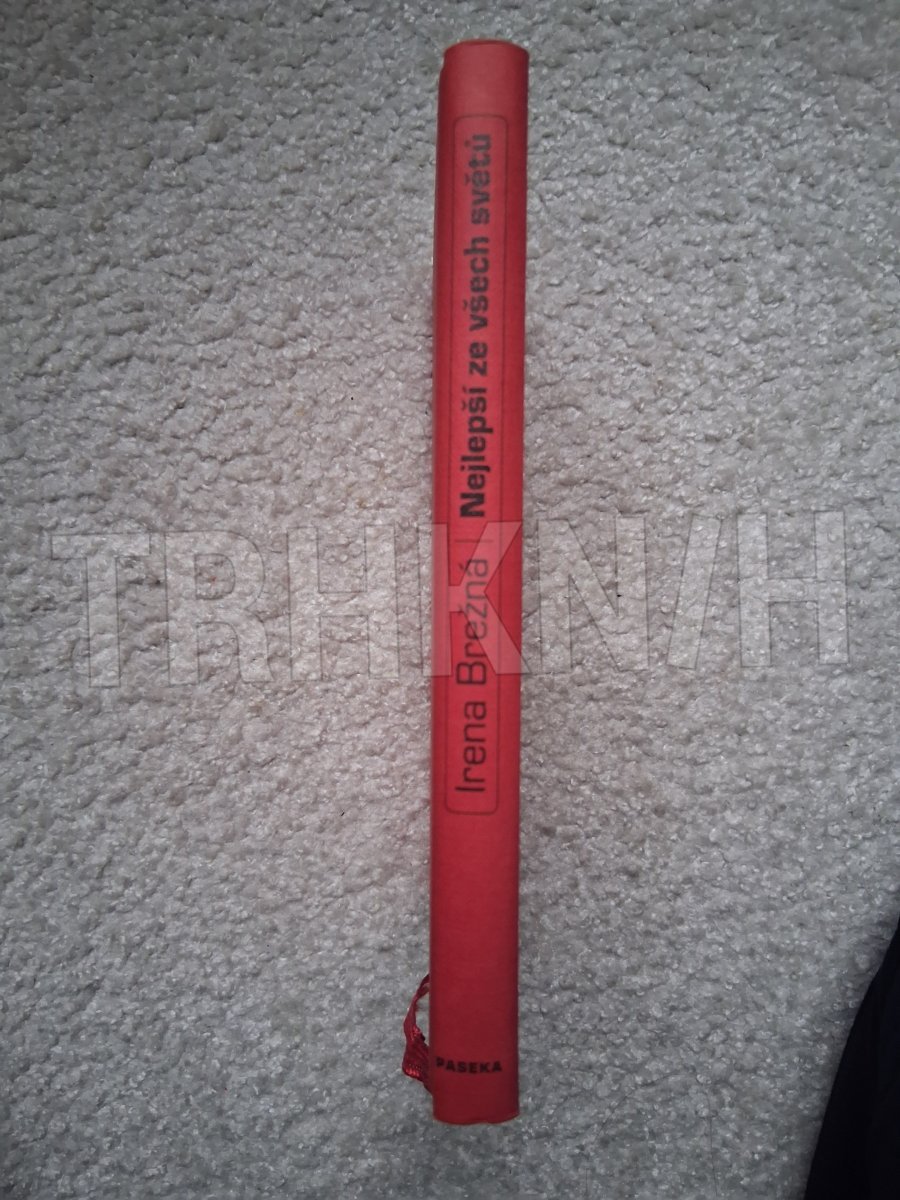 Irena Brežná | Nejlepší ze všech světů
PASEKA
TRHKNIH